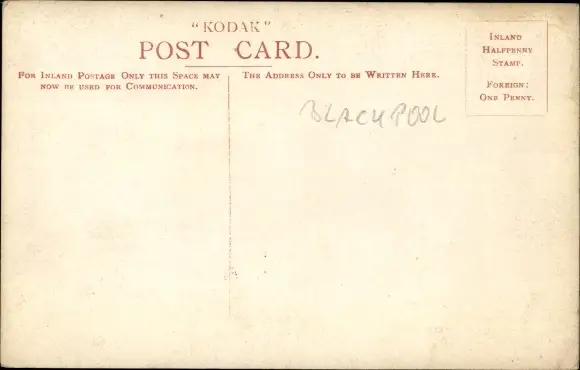 "KODAK"
POST CARD.
FOR INLAND POSTAGE ONLY THIS SPACE MAY
NOW BE USED FOR COMMUNICATION.
THE ADDRESS ONLY TO BE WRITTEN HERE.
INLAND
HALFPENNY
STAMP.
FOREIGN:
ONE PENNY.
BLACKPOOL